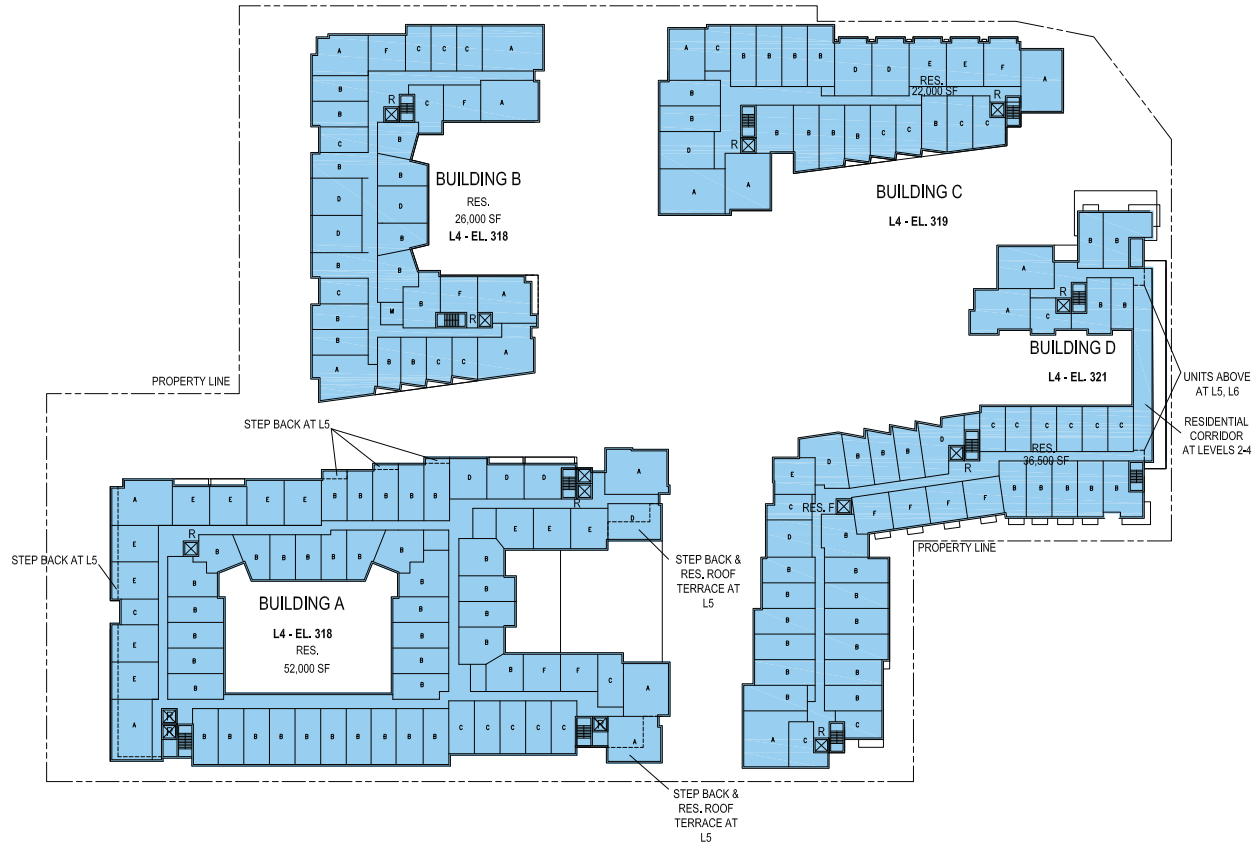 A F C C C A
B
R
C F A
B
B
C
B
B
D
D
D
B
B
B
C
B
F
A
M
R
B
B
A
B B C C
A
BUILDING B
RES.
26,000 SF
L4 - EL. 318
A C B B B B D D E E F A
RES.
22,000 SF
B
B
R
D
R
B B B B C C B C C
A
A
BUILDING C
L4 - EL. 319
B B
A
R
B B
A
C
BUILDING D
L4 - EL. 321
UNITS ABOVE
AT L5, L6
RESIDENTIAL
CORRIDOR
AT LEVELS 2-4
PROPERTY LINE
STEP BACK AT L5
D
C C C C C C
D B B B
R
RES.
36,500 SF
E
C
RES. F
F F F F
B B B B B
D
B
PROPERTY LINE
B
B
B
B
B
B
B
B
B
B
A
C
R
C
D D D
A
R
A
E E E E
B B B B B
D
E E E
STEP BACK AT L5
E
R
B
B B B B B
B
B
B
STEP BACK &
RES. ROOF
TERRACE AT
L5
E
B
B
B
C
B
B
B
E
B
B
B
E
B
B
BUILDING A
L4 - EL. 318
RES.
52,000 SF
B F F
C
A
A
R
R
B B B B B B B B B B
C C C C C
R
A
STEP BACK &
RES. ROOF
TERRACE AT
L5